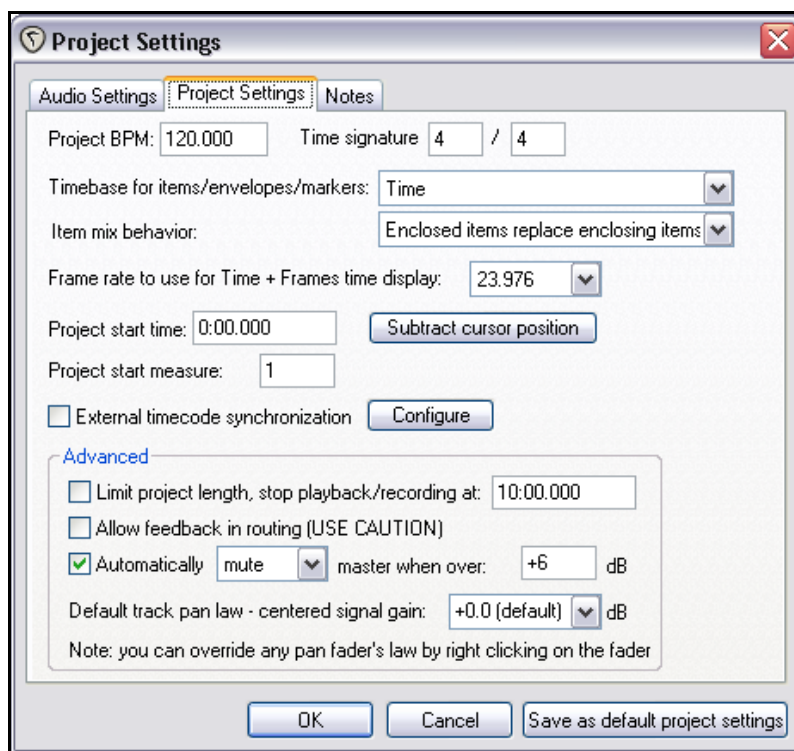 Project Settings
Audio Settings Project Settings Notes
Project BPM: 120.000 Time signature 4 / 4
Timebase for items/envelopes/markers: Time
Item mix behavior: Enclosed items replace enclosing items
Frame rate to use for Time + Frames time display: 23.976
Project start time: 0:00.000 Subtract cursor position
Project start measure: 1
External timecode synchronization Configure
Advanced
Limit project length, stop playback/recording at: 10:00.000
Allow feedback in routing (USE CAUTION)
Automatically mute master when over: +6 dB
Default track pan law - centered signal gain: +0.0 (default) dB
Note: you can override any pan fader's law by right clicking on the fader
OK Cancel Save as default project settings